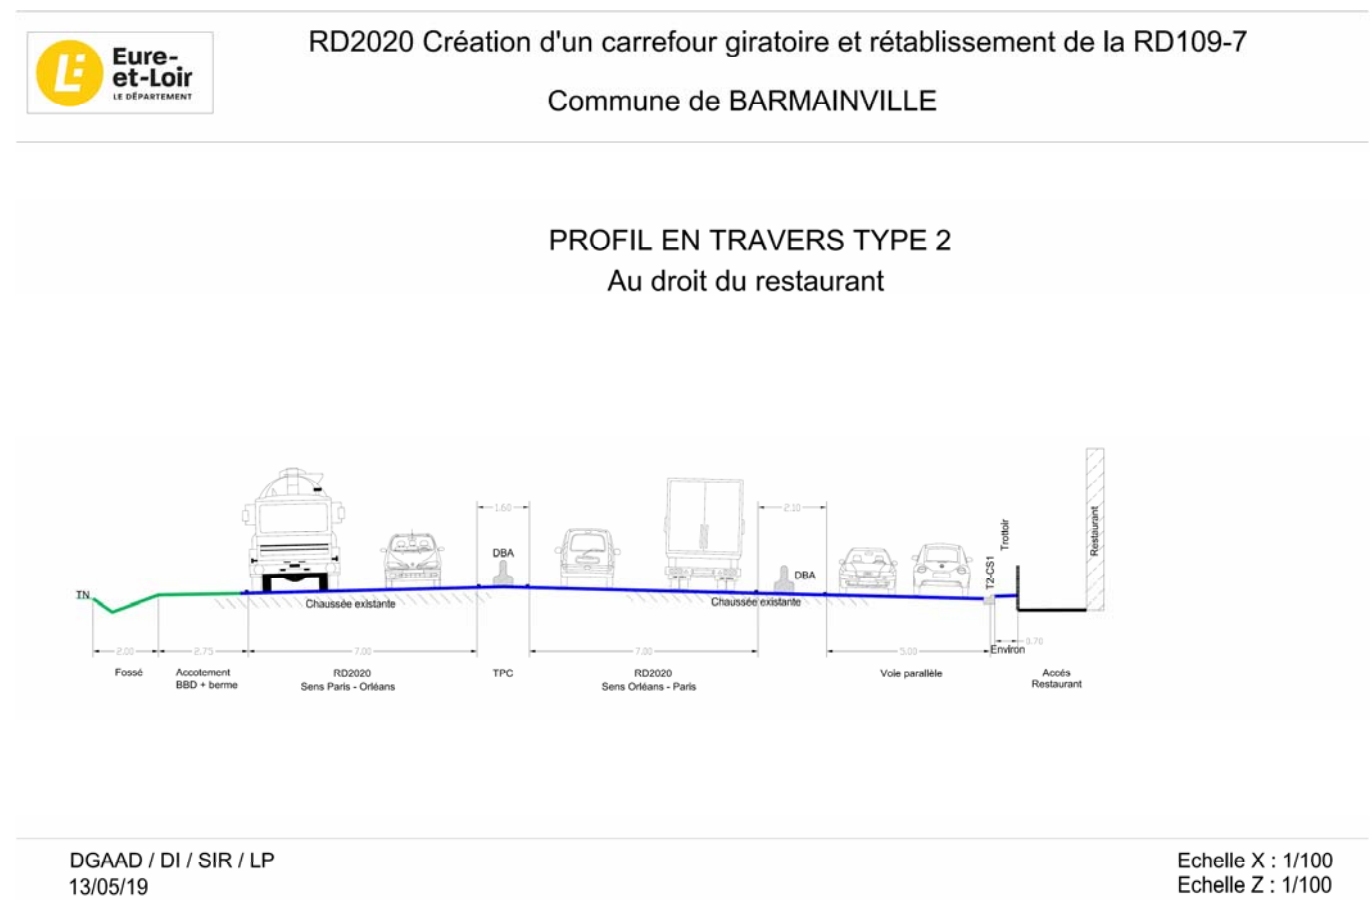 Eure-
et-Loir
LE DÉPARTEMENT
RD2020 Création d'un carrefour giratoire et rétablissement de la RD109-7
Commune de BARMAINVILLE
PROFIL EN TRAVERS TYPE 2
Au droit du restaurant
1.60
2.10
DBA
DBA
T2-CS1
Trottoir
Restaurant
TN
Chaussée existante
Chaussée existante
2.00
2.75
7.00
7.00
5.00
0.70
Environ
Fossé
Accotement
BBD + berme
RD2020
Sens Paris - Orléans
TPC
RD2020
Sens Orléans - Paris
Voie parallèle
Accés
Restaurant
DGAAD / DI / SIR / LP
13/05/19
Echelle X : 1/100
Echelle Z : 1/100